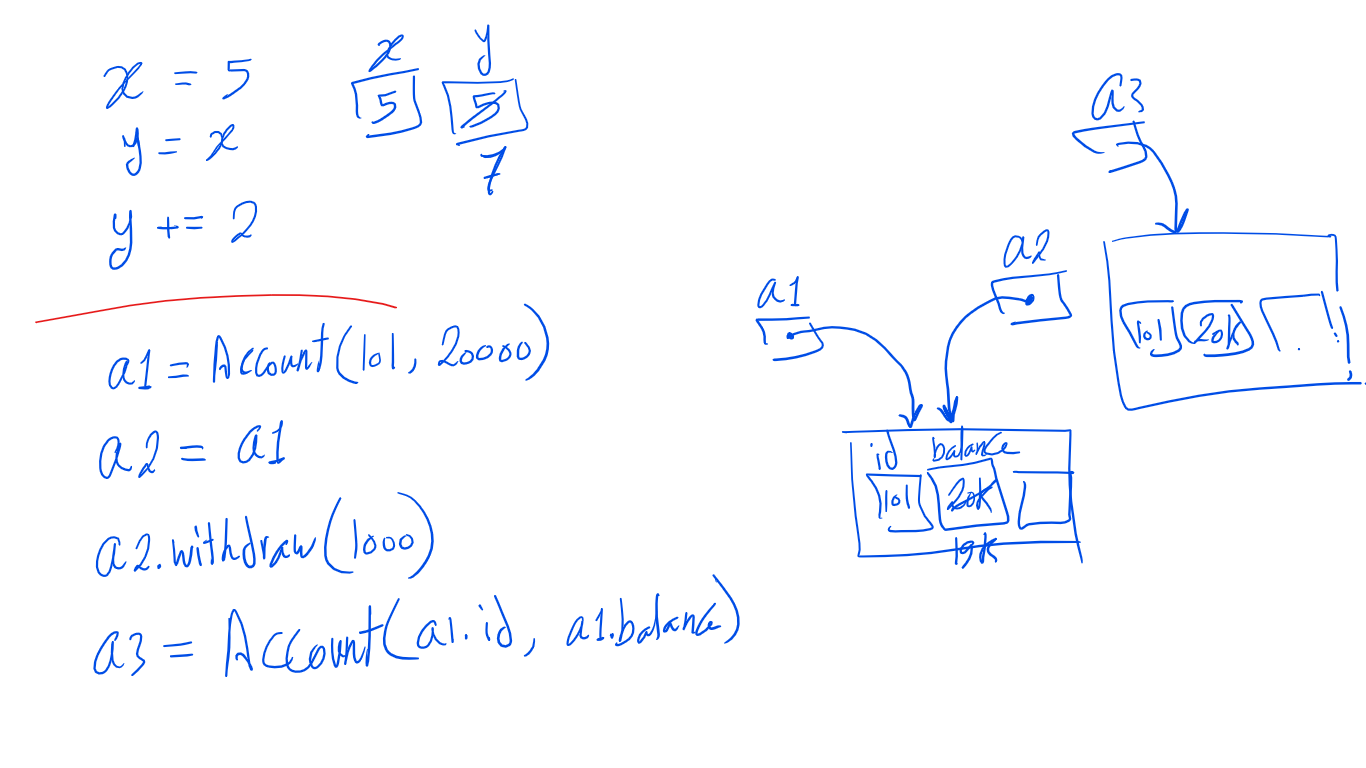 x = 5
y = x
y += 2
x y
5 5
7
a1 = Account(101, 20000)
a2 = a1
a2.withdraw(1000)
a3 = Account(a1.id, a1.balance)
a1
a2
id balance
101 20K
19K
a3
101 20K